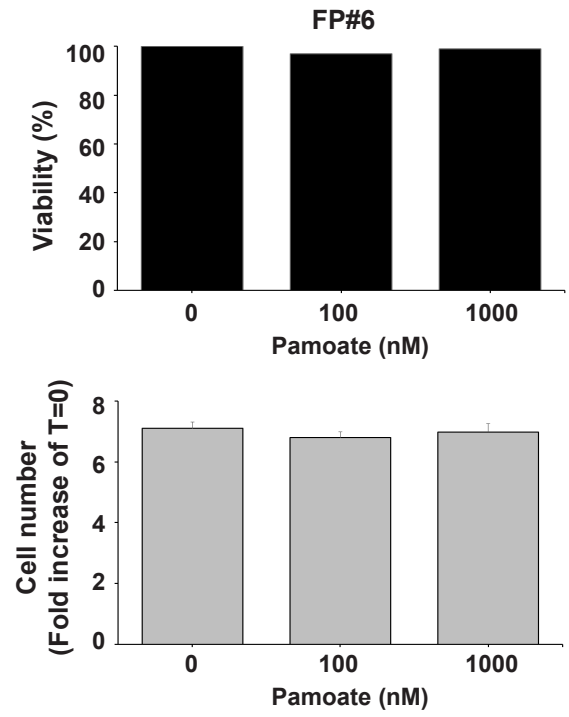 FP#6
Viability (%)
100
80
60
40
20
0
0 100 1000
Pamoate (nM)
Cell number
(Fold increase of T=0)
8
6
4
2
0
0 100 1000
Pamoate (nM)